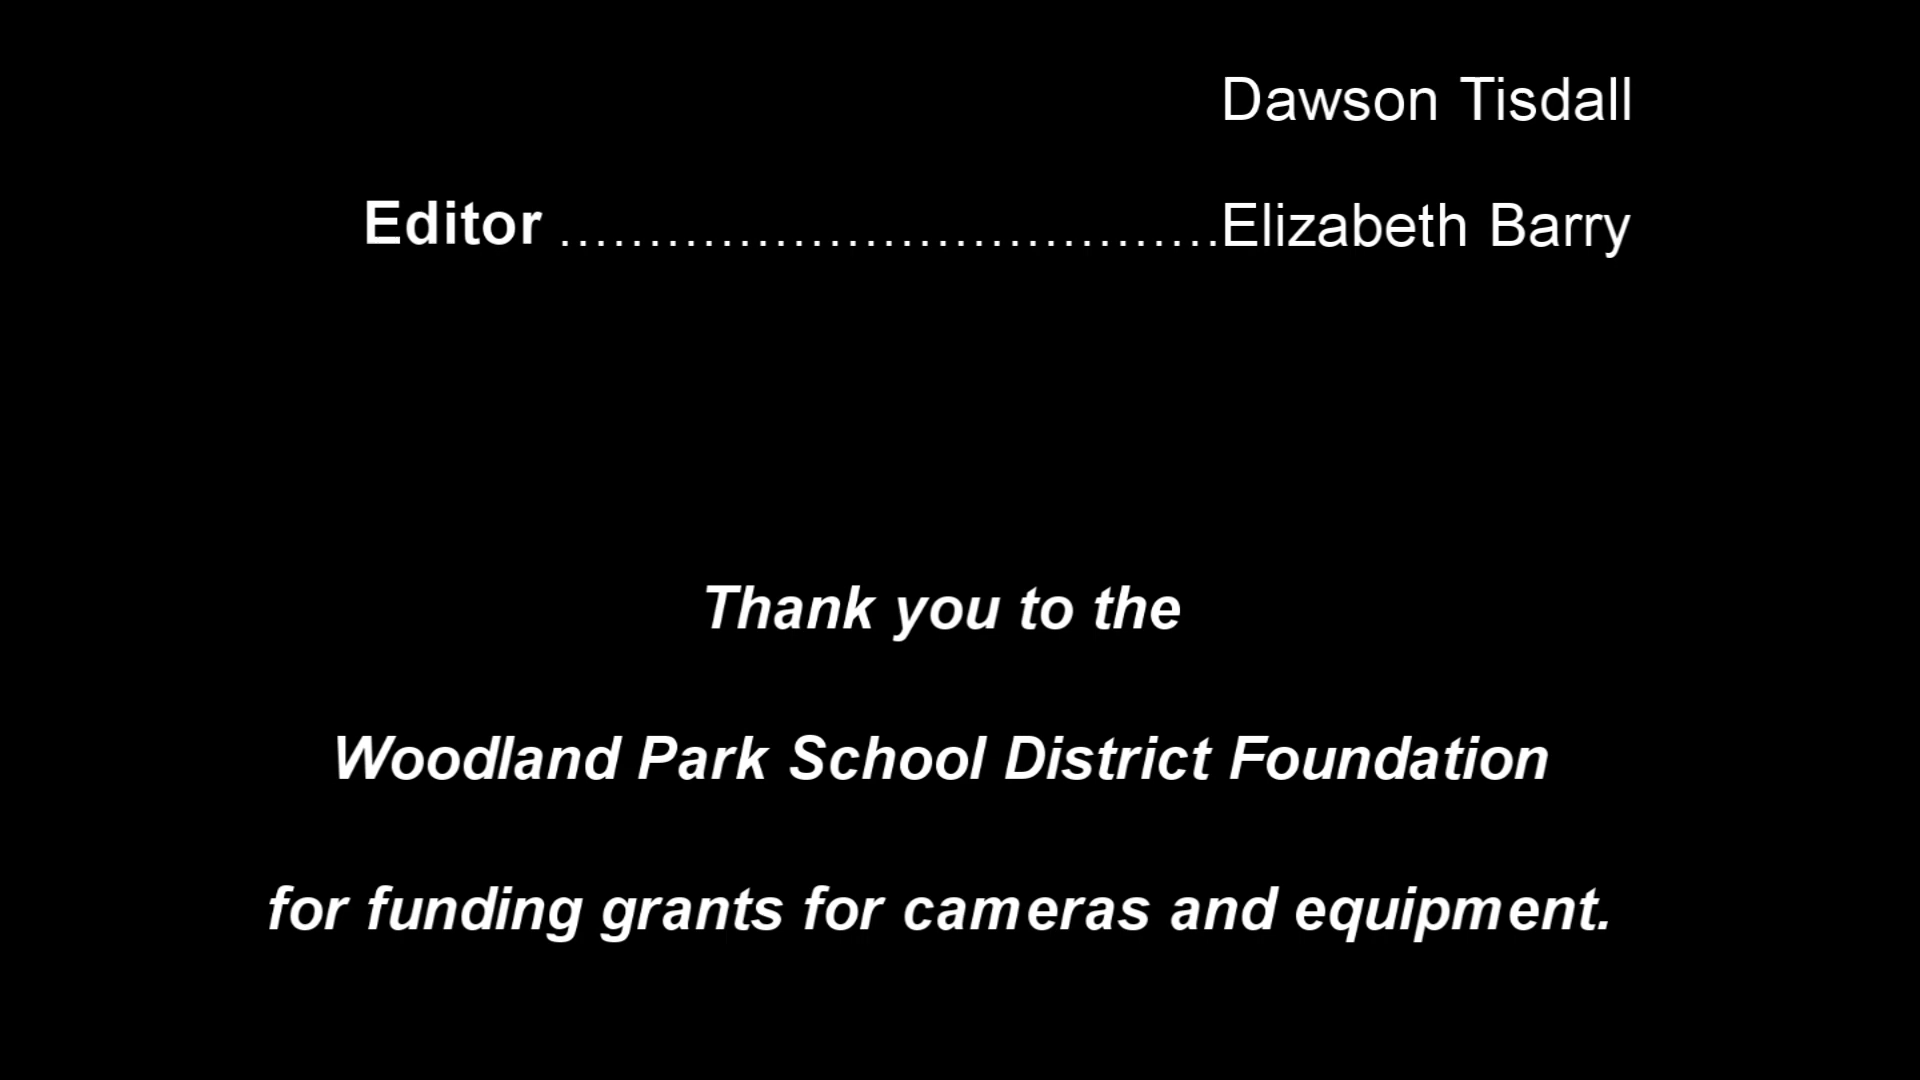 Dawson Tisdall
Editor .....................................Elizabeth Barry
Thank you to the
Woodland Park School District Foundation
for funding grants for cameras and equipment.